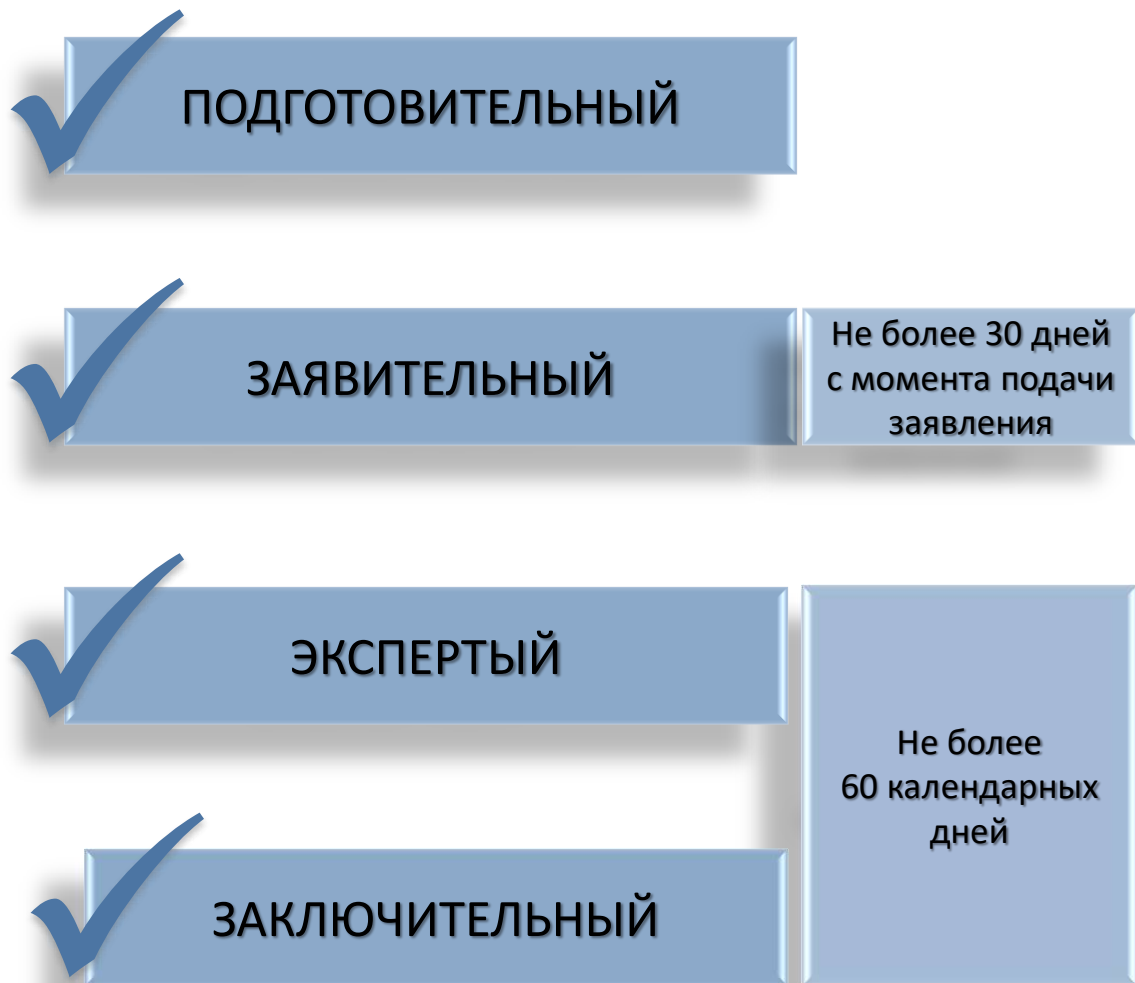 ПОДГОТОВИТЕЛЬНЫЙ
ЗАЯВИТЕЛЬНЫЙ
Не более 30 дней
с момента подачи
заявления
ЭКСПЕРТЫЙ
Не более
60 календарных
дней
ЗАКЛЮЧИТЕЛЬНЫЙ